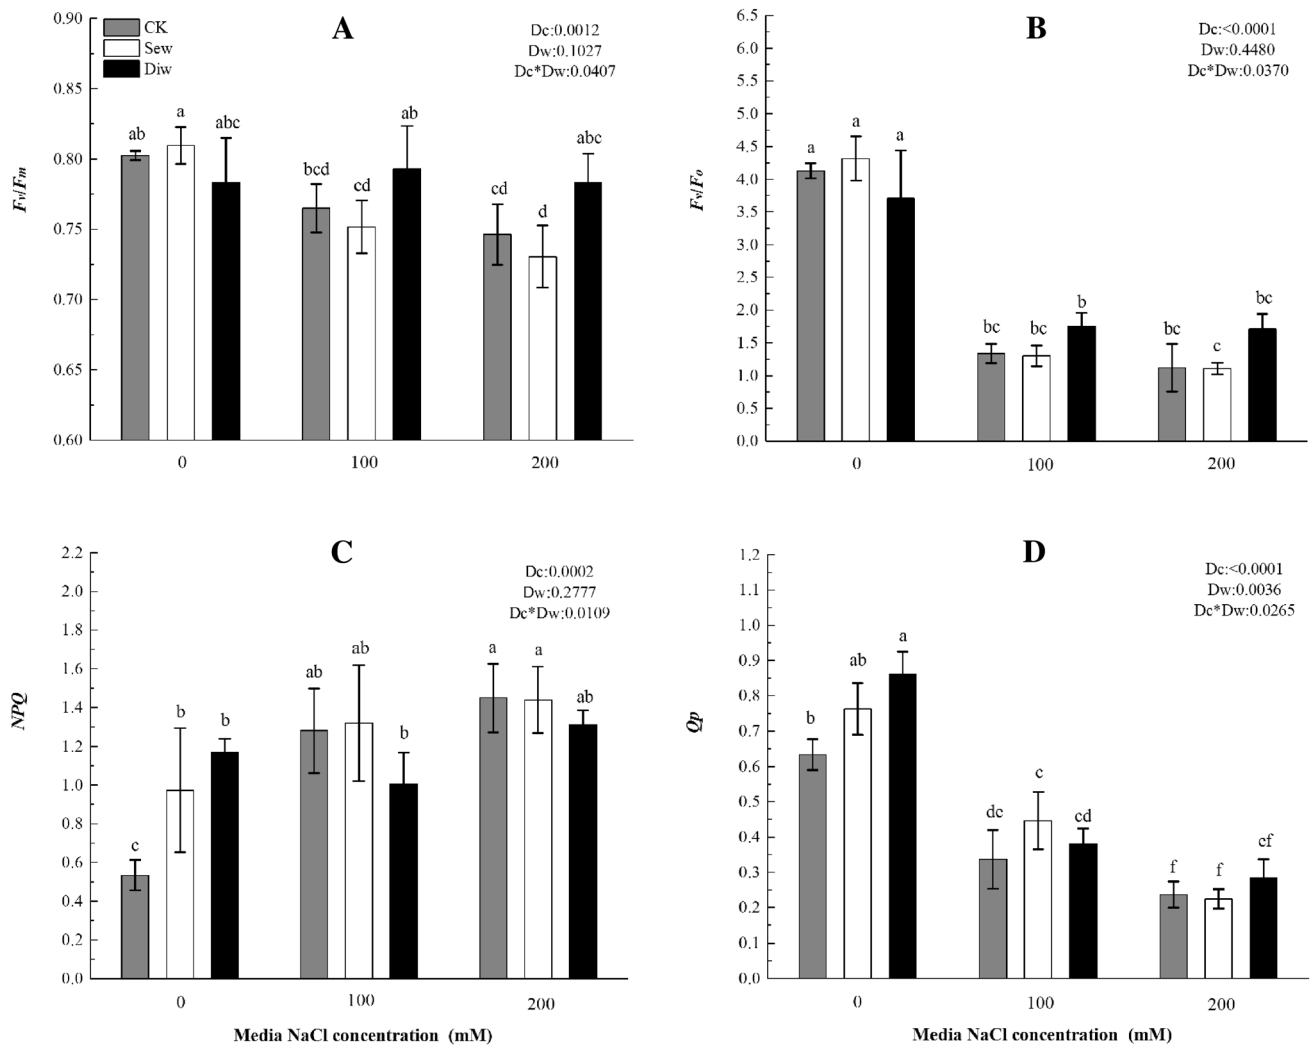 A
CK
Sew
Diw
Dc:0.0012
Dw:0.1027
Dc*Dw:0.0407
0.90
0.85
0.80
0.75
0.70
0.65
0.60
Fv/Fm
ab
a
abc
bcd
cd
ab
cd
d
abc
0
100
200
B
Dc:<0.0001
Dw:0.4480
Dc*Dw:0.0370
6.5
6.0
5.5
5.0
4.5
4.0
3.5
3.0
2.5
2.0
1.5
1.0
0.5
0.0
Fv/Fo
a
a
a
bc
bc
b
bc
c
bc
0
100
200
C
Dc:0.0002
Dw:0.2777
Dc*Dw:0.0109
2.2
2.0
1.8
1.6
1.4
1.2
1.0
0.8
0.6
0.4
0.2
0.0
NPQ
c
b
b
ab
ab
b
a
a
ab
0
100
200
Media NaCl concentration (mM)
D
Dc:<0.0001
Dw:0.0036
Dc*Dw:0.0265
1.2
1.1
1.0
0.9
0.8
0.7
0.6
0.5
0.4
0.3
0.2
0.1
0.0
Qp
b
ab
a
c
cd
f
f
0
100
200
Media NaCl concentration (mM)